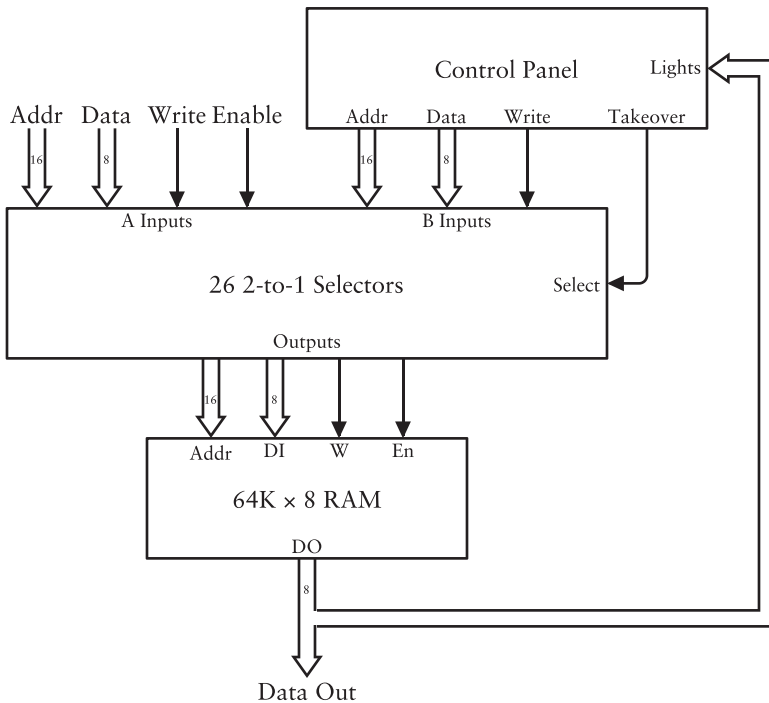 Control Panel
Lights
Addr Data Write Takeover
Addr Data Write Enable
16 8
16 8
A Inputs B Inputs
26 2-to-1 Selectors
Select
Outputs
16 8
Addr DI W En
64K × 8 RAM
DO
8
Data Out